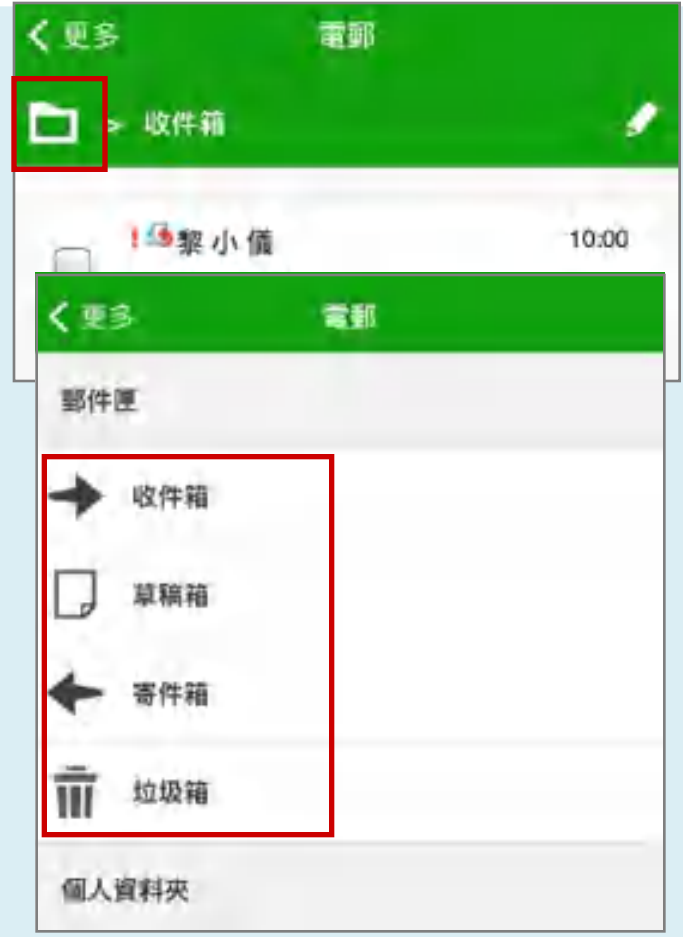 更多 電郵
> 收件箱
! 黎小儀 10:00
更多 電郵
郵件匣
收件箱
草稿箱
寄件箱
垃圾箱
個人資料夾